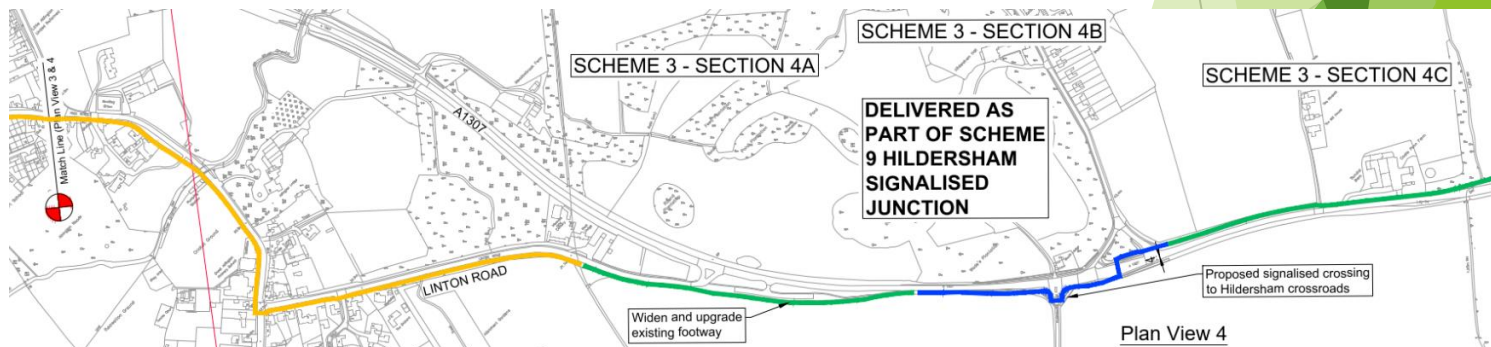 SCHEME 3 - SECTION 4A
SCHEME 3 - SECTION 4B
SCHEME 3 - SECTION 4C
DELIVERED AS
PART OF SCHEME
9 HILDERSHAM
SIGNALISED
JUNCTION
Match Line (Plan View 3 & 4
A1307
LINTON ROAD
Widen and upgrade
existing footway
Proposed signalised crossing
to Hildersham crossroads
Plan View 4